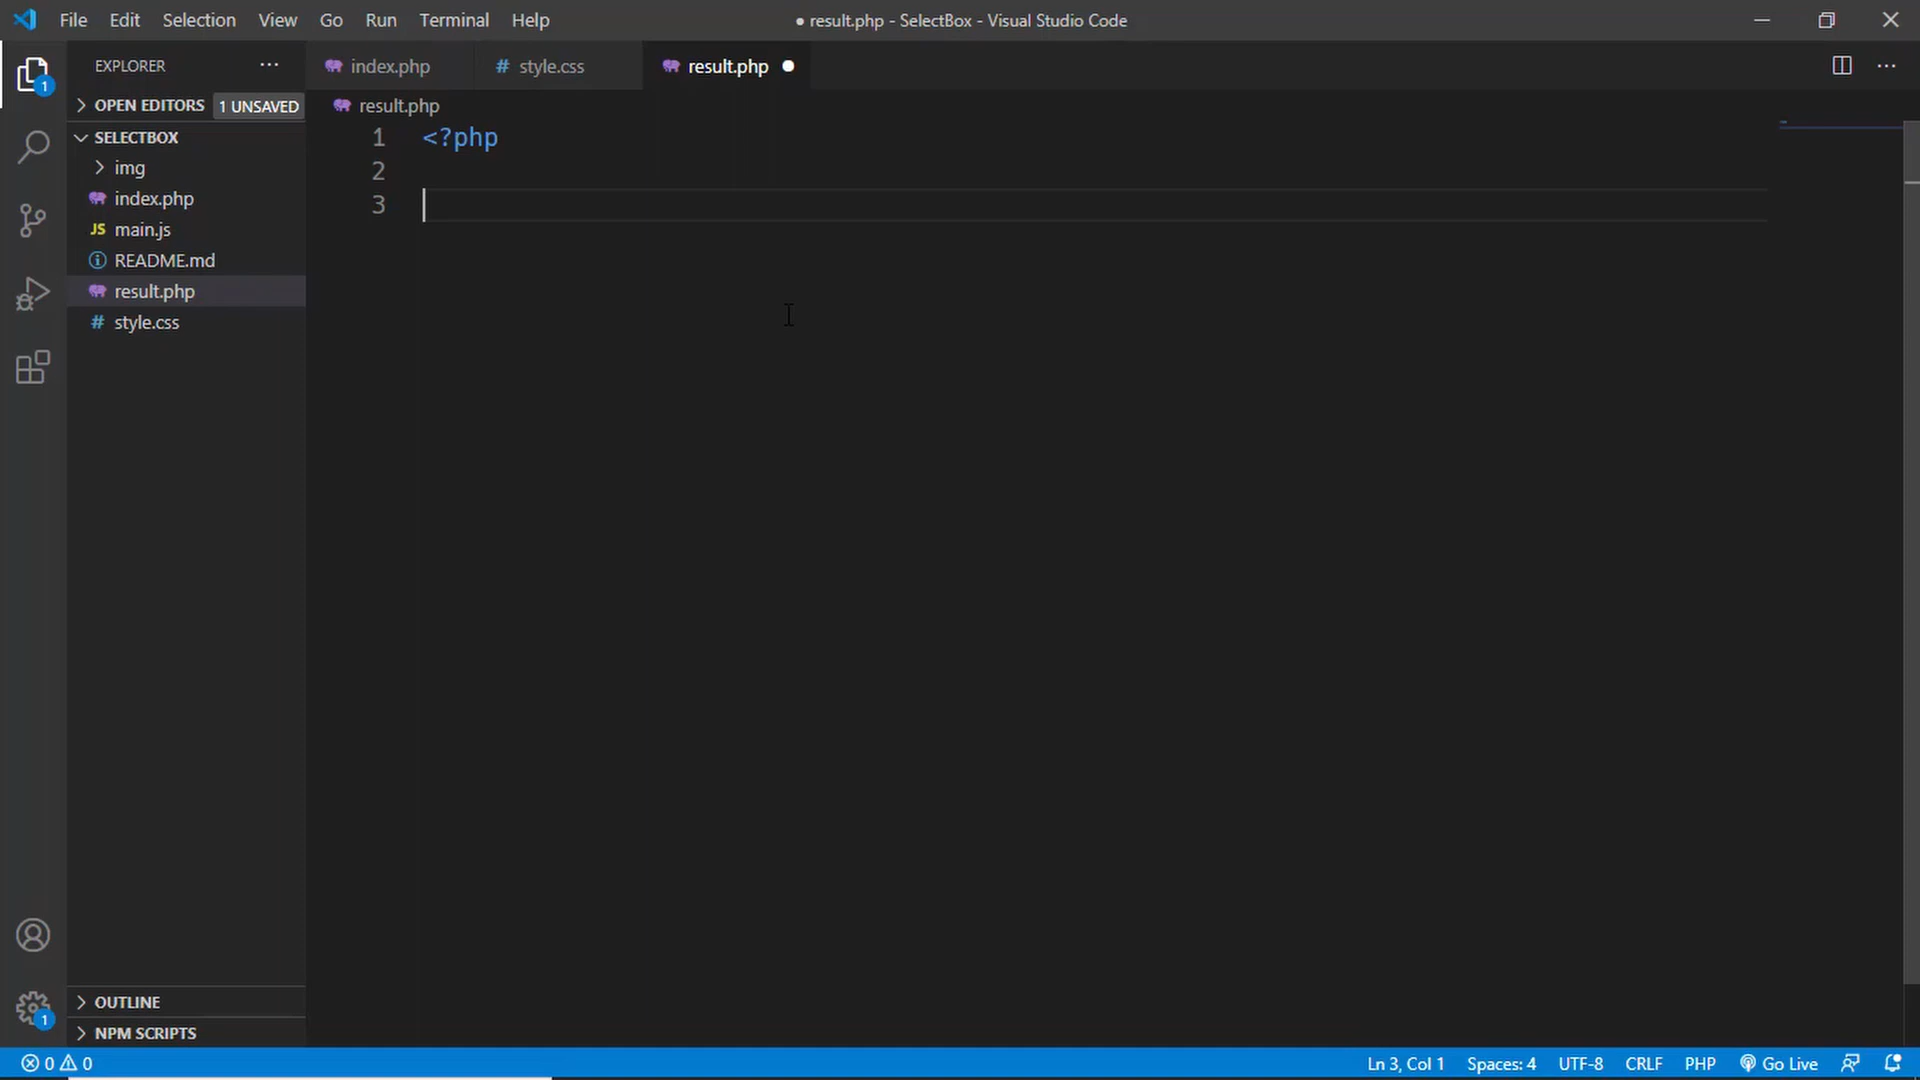 File Edit Selection View Go Run Terminal Help
● result.php - SelectBox - Visual Studio Code
EXPLORER ...
index.php
# style.css
result.php
1
OPEN EDITORS 1 UNSAVED
result.php
SELECTBOX
1 <?php
img
2
index.php
3
JS main.js
README.md
result.php
# style.css
OUTLINE
1
NPM SCRIPTS
0 0
Ln 3, Col 1 Spaces: 4 UTF-8 CRLF PHP Go Live